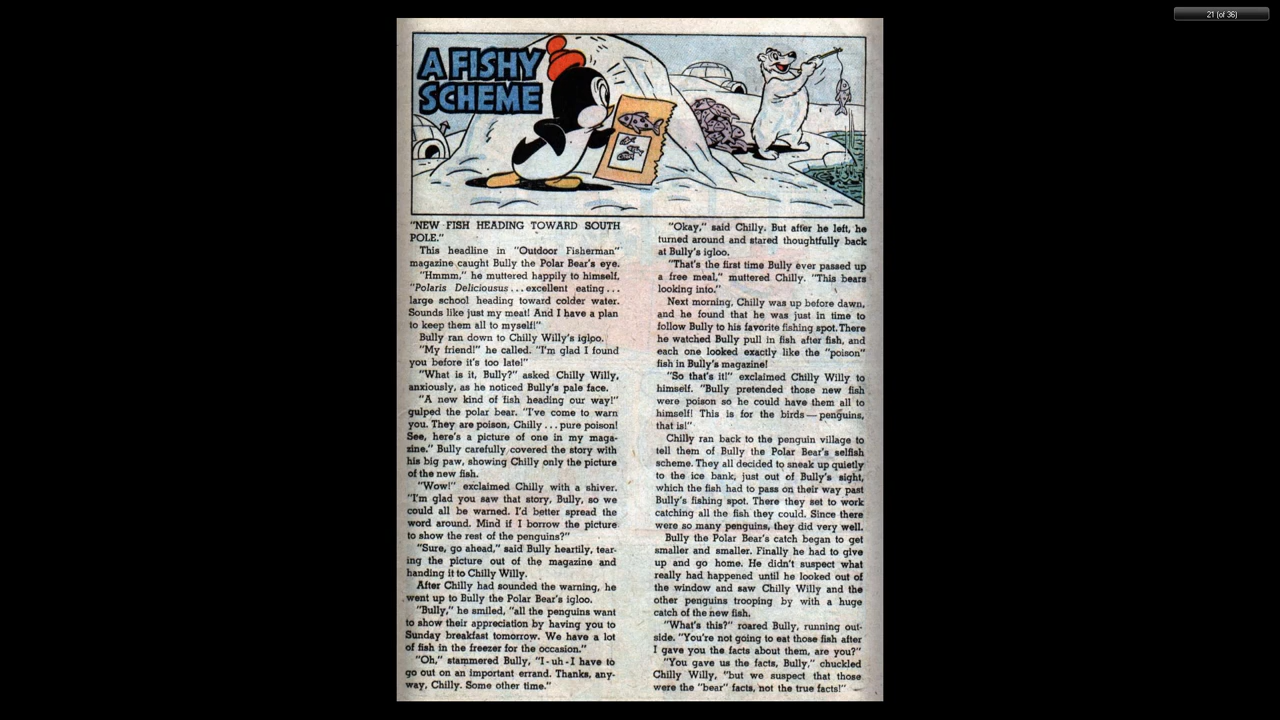 21 (of 36)
A FISHY
SCHEME
"NEW FISH HEADING TOWARD SOUTH
POLE."
This headline in "Outdoor Fisherman"
magazine caught Bully the Polar Bear's eye.
"Hmmm," he muttered happily to himself,
"Polaris Deliciousus . . . excellent eating . . .
large school heading toward colder water.
Sounds like just my meat! And I have a plan
to keep them all to myself!"
Bully ran down to Chilly Willy's igloo.
"My friend!" he called. "I'm glad I found
you before it's too late!"
"What is it, Bully?" asked Chilly Willy,
anxiously, as he noticed Bully's pale face.
"A new kind of fish heading our way!"
gulped the polar bear. "I've come to warn
you. They are poison, Chilly . . . pure poison!
See, here's a picture of one in my maga-
zine." Bully carefully covered the story with
his big paw, showing Chilly only the picture
of the new fish.
"Wow!" exclaimed Chilly with a shiver.
"I'm glad you saw that story, Bully, so we
could all be warned. I'd better spread the
word around. Mind if I borrow the picture
to show the rest of the penguins?"
"Sure, go ahead," said Bully heartily, tear-
ing the picture out of the magazine and
handing it to Chilly Willy.
After Chilly had sounded the warning, he
went up to Bully the Polar Bear's igloo.
"Bully," he smiled, "all the penguins want
to show their appreciation by having you to
Sunday breakfast tomorrow. We have a lot
of fish in the freezer for the occasion."
"Oh," stammered Bully, "I - uh - I have to
go out on an important errand. Thanks, any-
way, Chilly. Some other time."
"Okay," said Chilly. But after he left, he
turned around and stared thoughtfully back
at Bully's igloo.
"That's the first time Bully ever passed up
a free meal," muttered Chilly. "This bears
looking into."
Next morning, Chilly was up before dawn,
and he found that he was just in time to
follow Bully to his favorite fishing spot. There
he watched Bully pull in fish after fish, and
each one looked exactly like the "poison"
fish in Bully's magazine!
"So that's it!" exclaimed Chilly Willy to
himself. "Bully pretended those new fish
were poison so he could have them all to
himself! This is for the birds — penguins,
that is!"
Chilly ran back to the penguin village to
tell them of Bully the Polar Bear's selfish
scheme. They all decided to sneak up quietly
to the ice bank, just out of Bully's sight,
which the fish had to pass on their way past
Bully's fishing spot. There they set to work
catching all the fish they could. Since there
were so many penguins, they did very well.
Bully the Polar Bear's catch began to get
smaller and smaller. Finally he had to give
up and go home. He didn't suspect what
really had happened until he looked out of
the window and saw Chilly Willy and the
other penguins trooping by with a huge
catch of the new fish.
"What's this?" roared Bully, running out-
side. "You're not going to eat those fish after
I gave you the facts about them, are you?"
"You gave us the facts, Bully," chuckled
Chilly Willy, "but we suspect that those
were the "bear" facts, not the true facts!"